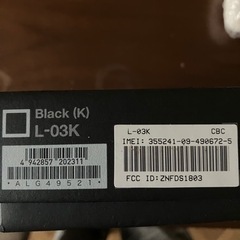 Black (K)
L-03K
4 942857 202311
*ALG49521*
L-03K CBC
IMEI: 355241-09-490672-5
FCC ID:ZNFDS1803